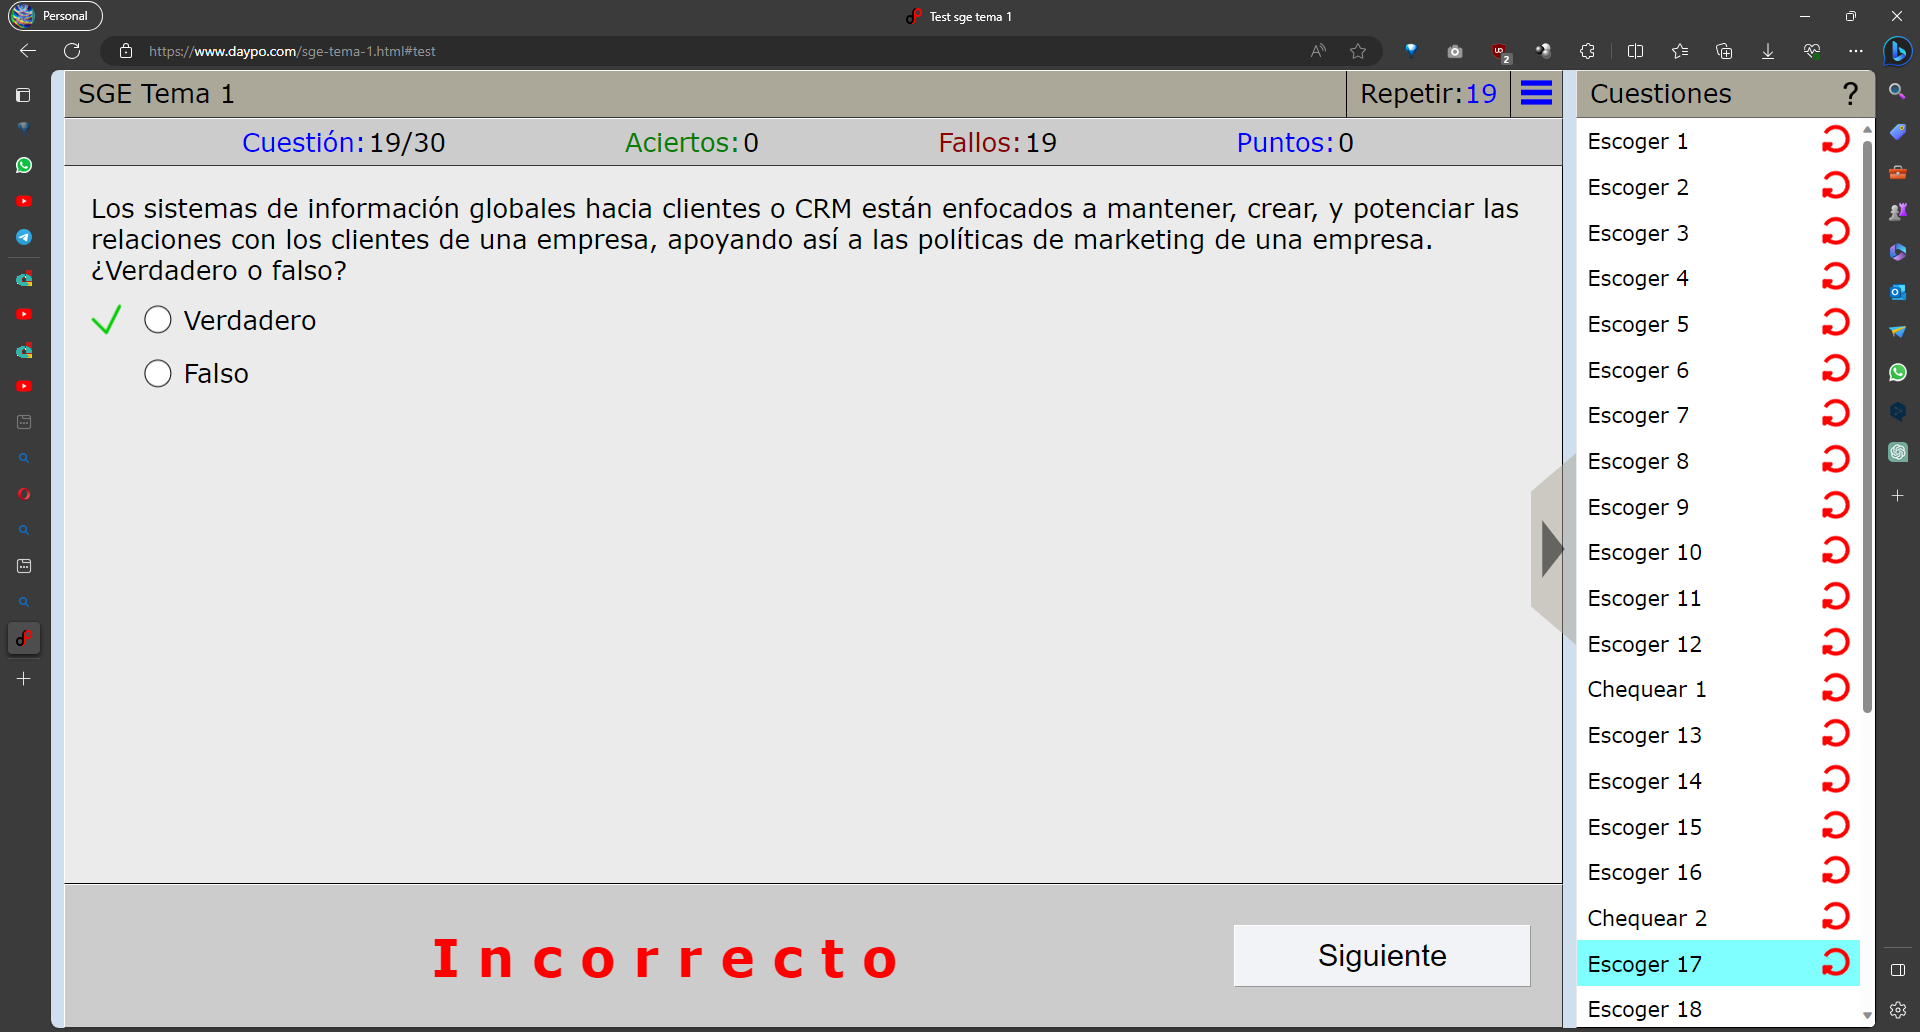 Personal
Test sge tema 1
https://www.daypo.com/sge-tema-1.html#test
SGE Tema 1
Repetir:19
Cuestiones
?
Cuestión:19/30
Aciertos:0
Fallos:19
Puntos:0
Los sistemas de información globales hacia clientes o CRM están enfocados a mantener, crear, y potenciar las
relaciones con los clientes de una empresa, apoyando así a las políticas de marketing de una empresa.
¿Verdadero o falso?
Verdadero
Falso
Incorrecto
Siguiente
Escoger 1
Escoger 2
Escoger 3
Escoger 4
Escoger 5
Escoger 6
Escoger 7
Escoger 8
Escoger 9
Escoger 10
Escoger 11
Escoger 12
Chequear 1
Escoger 13
Escoger 14
Escoger 15
Escoger 16
Chequear 2
Escoger 17
Escoger 18